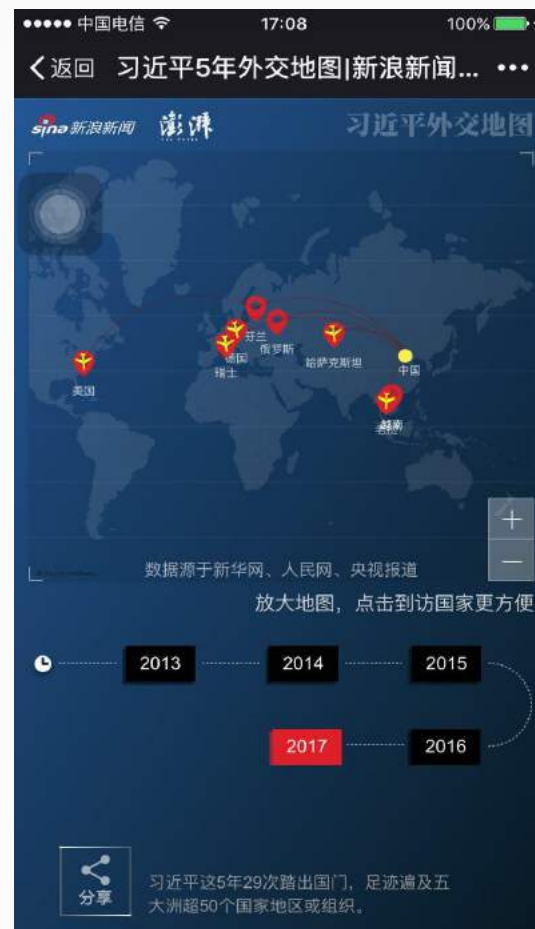 中国电信 17:08 100%
返回 习近平5年外交地图|新浪新闻...
sina 新浪新闻 澎湃 习近平外交地图
芬兰
德国
俄罗斯
瑞士
哈萨克斯坦
中国
美国
越南
数据源于新华网、人民网、央视报道
放大地图，点击到访国家更方便
2013 2014 2015
2017 2016
分享
习近平这5年29次踏出国门，足迹遍及五
大洲超50个国家地区或组织。